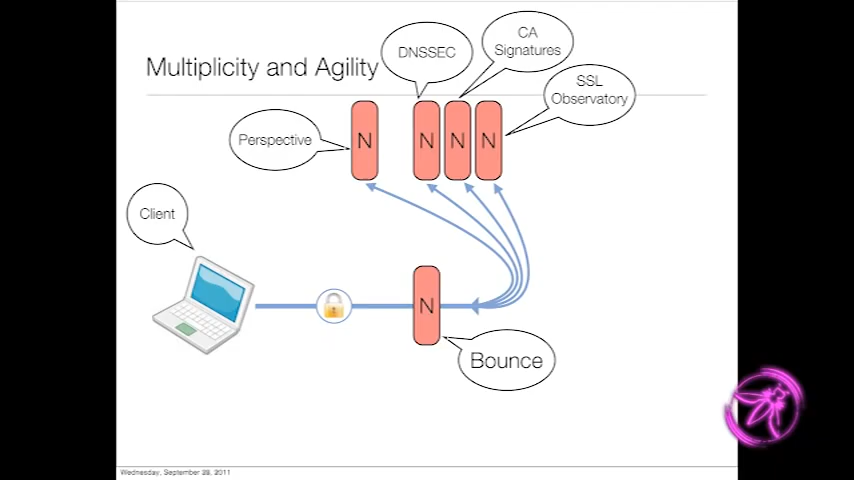 Multiplicity and Agility
DNSSEC
CA
Signatures
SSL
Observatory
Perspective
N
N
N
N
Client
N
Bounce
Wednesday, September 28, 2011